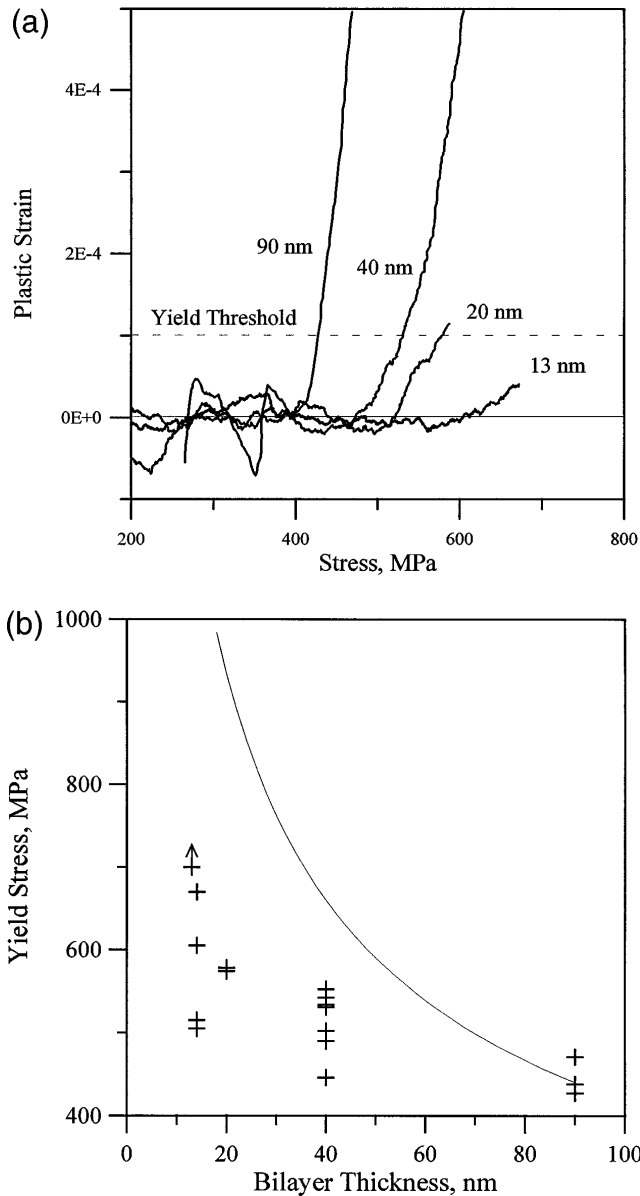 (a)
4E-4
2E-4
0E+0
Plastic Strain
90 nm
40 nm
20 nm
13 nm
Yield Threshold
200
400
600
800
Stress, MPa
(b)
1000
800
600
400
Yield Stress, MPa
0
20
40
60
80
100
Bilayer Thickness, nm